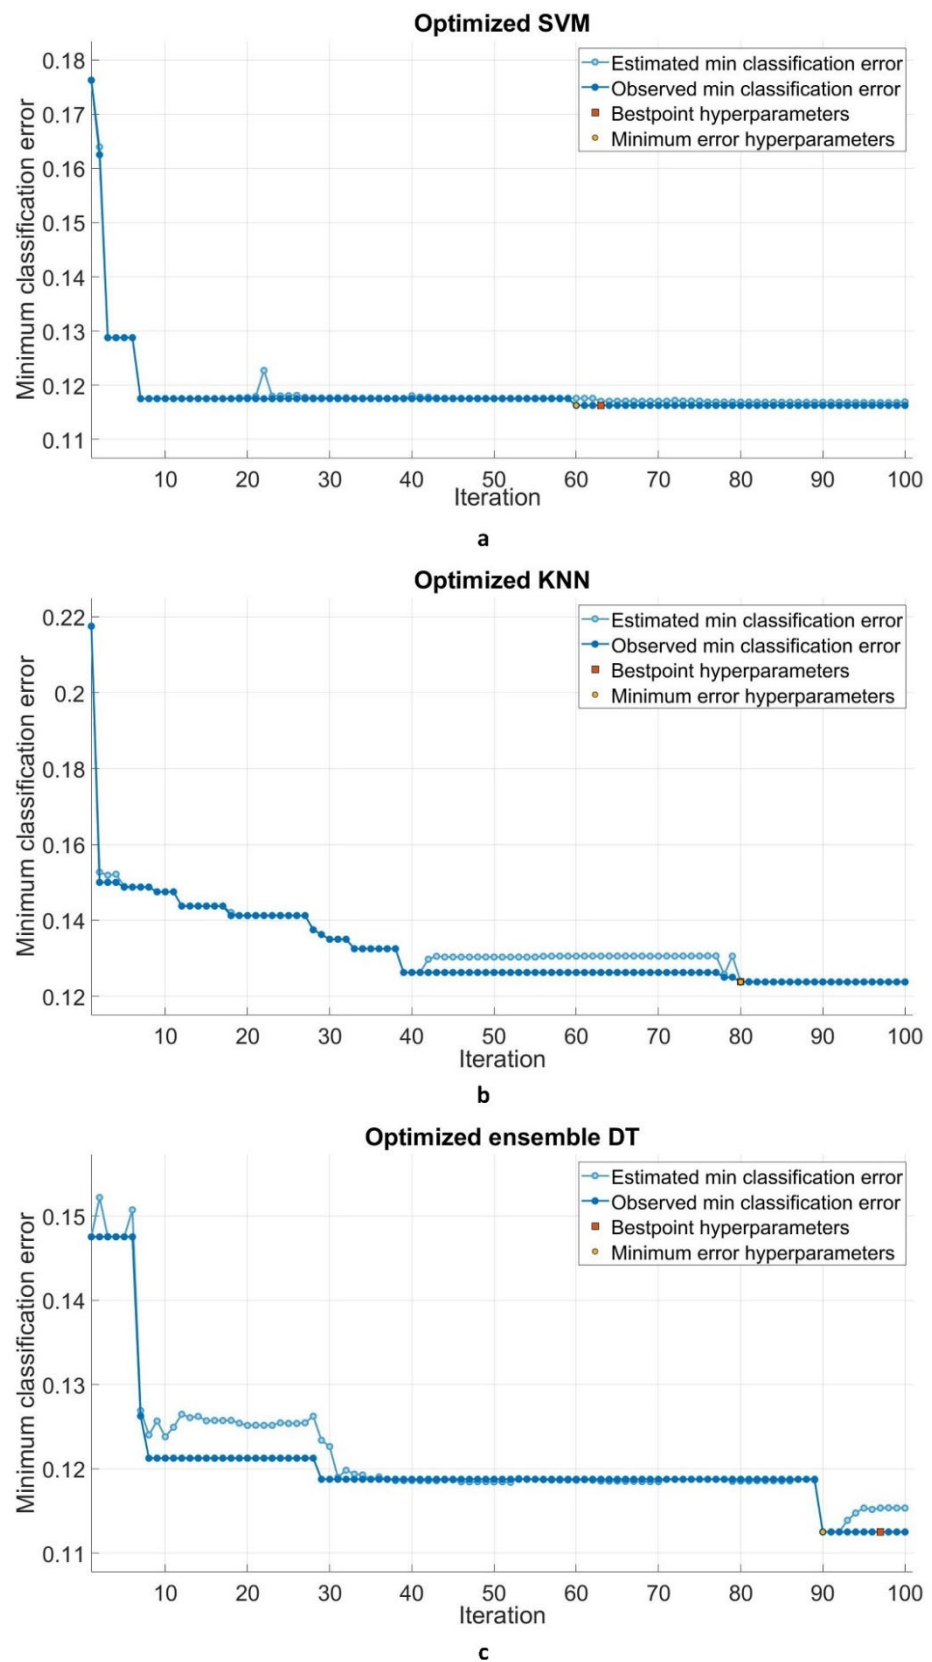 Optimized SVM
Minimum classification error
0.18
0.17
0.16
0.15
0.14
0.13
0.12
0.11
Estimated min classification error
Observed min classification error
Bestpoint hyperparameters
Minimum error hyperparameters
10 20 30 40 50 60 70 80 90 100
Iteration
a
Optimized KNN
Minimum classification error
0.22
0.2
0.18
0.16
0.14
0.12
Estimated min classification error
Observed min classification error
Bestpoint hyperparameters
Minimum error hyperparameters
10 20 30 40 50 60 70 80 90 100
Iteration
b
Optimized ensemble DT
Minimum classification error
0.15
0.14
0.13
0.12
0.11
Estimated min classification error
Observed min classification error
Bestpoint hyperparameters
Minimum error hyperparameters
10 20 30 40 50 60 70 80 90 100
Iteration
c